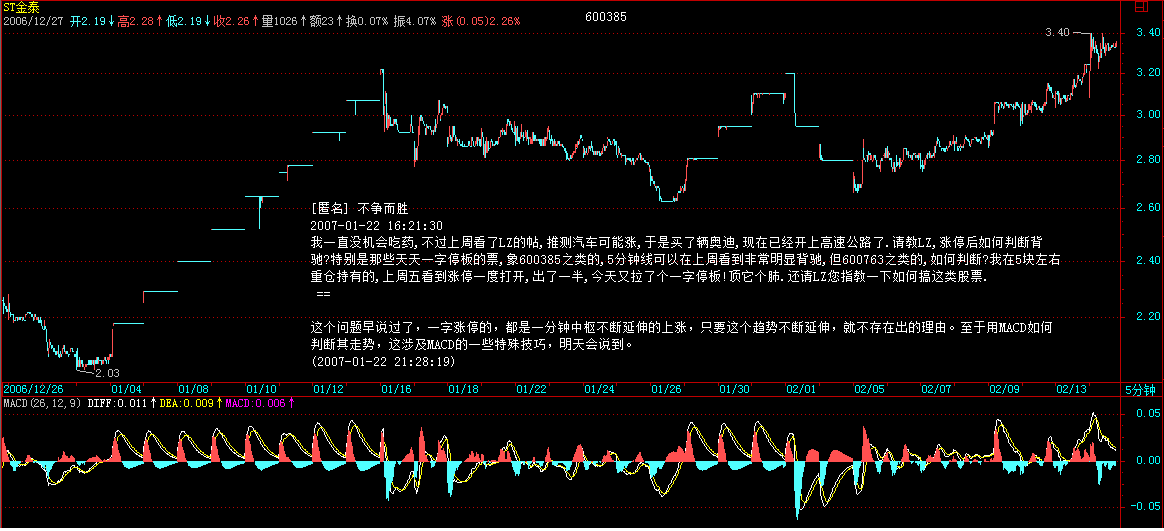 ST金泰
2006/12/27 开2.19↓高2.28↑低2.19↓收2.26↑量1026↑额23↑换0.07% 振4.07% 涨(0.05)2.26%
600385
3.40
3.40
3.20
3.00
2.80
2.60
2.40
2.20
[匿名] 不争而胜
2007-01-22 16:21:30
我一直没机会吃药,不过上周看了LZ的帖,推测汽车可能涨,于是买了辆奥迪,现在已经开上高速公路了.请教LZ,涨停后如何判断背
驰?特别是那些天天一字停板的票,象600385之类的,5分钟线可以在上周看到非常明显背驰,但600763之类的,如何判断?我在5块左右
重仓持有的,上周五看到涨停一度打开,出了一半,今天又拉了个一字停板!顶它个肺.还请LZ您指教一下如何搞这类股票.
==
这个问题早说过了，一字涨停的，都是一分钟中枢不断延伸的上涨，只要这个趋势不断延伸，就不存在出的理由。至于用MACD如何
判断其走势，这涉及MACD的一些特殊技巧，明天会说到。
(2007-01-22 21:28:19)
2.03
2006/12/26 01/04 01/08 01/10 01/12 01/16 01/18 01/22 01/24 01/26 01/30 02/01 02/05 02/07 02/09 02/13 5分钟
MACD(26,12,9) DIFF:0.011↑DEA:0.009↑MACD:0.006↑
0.05
0.00
-0.05